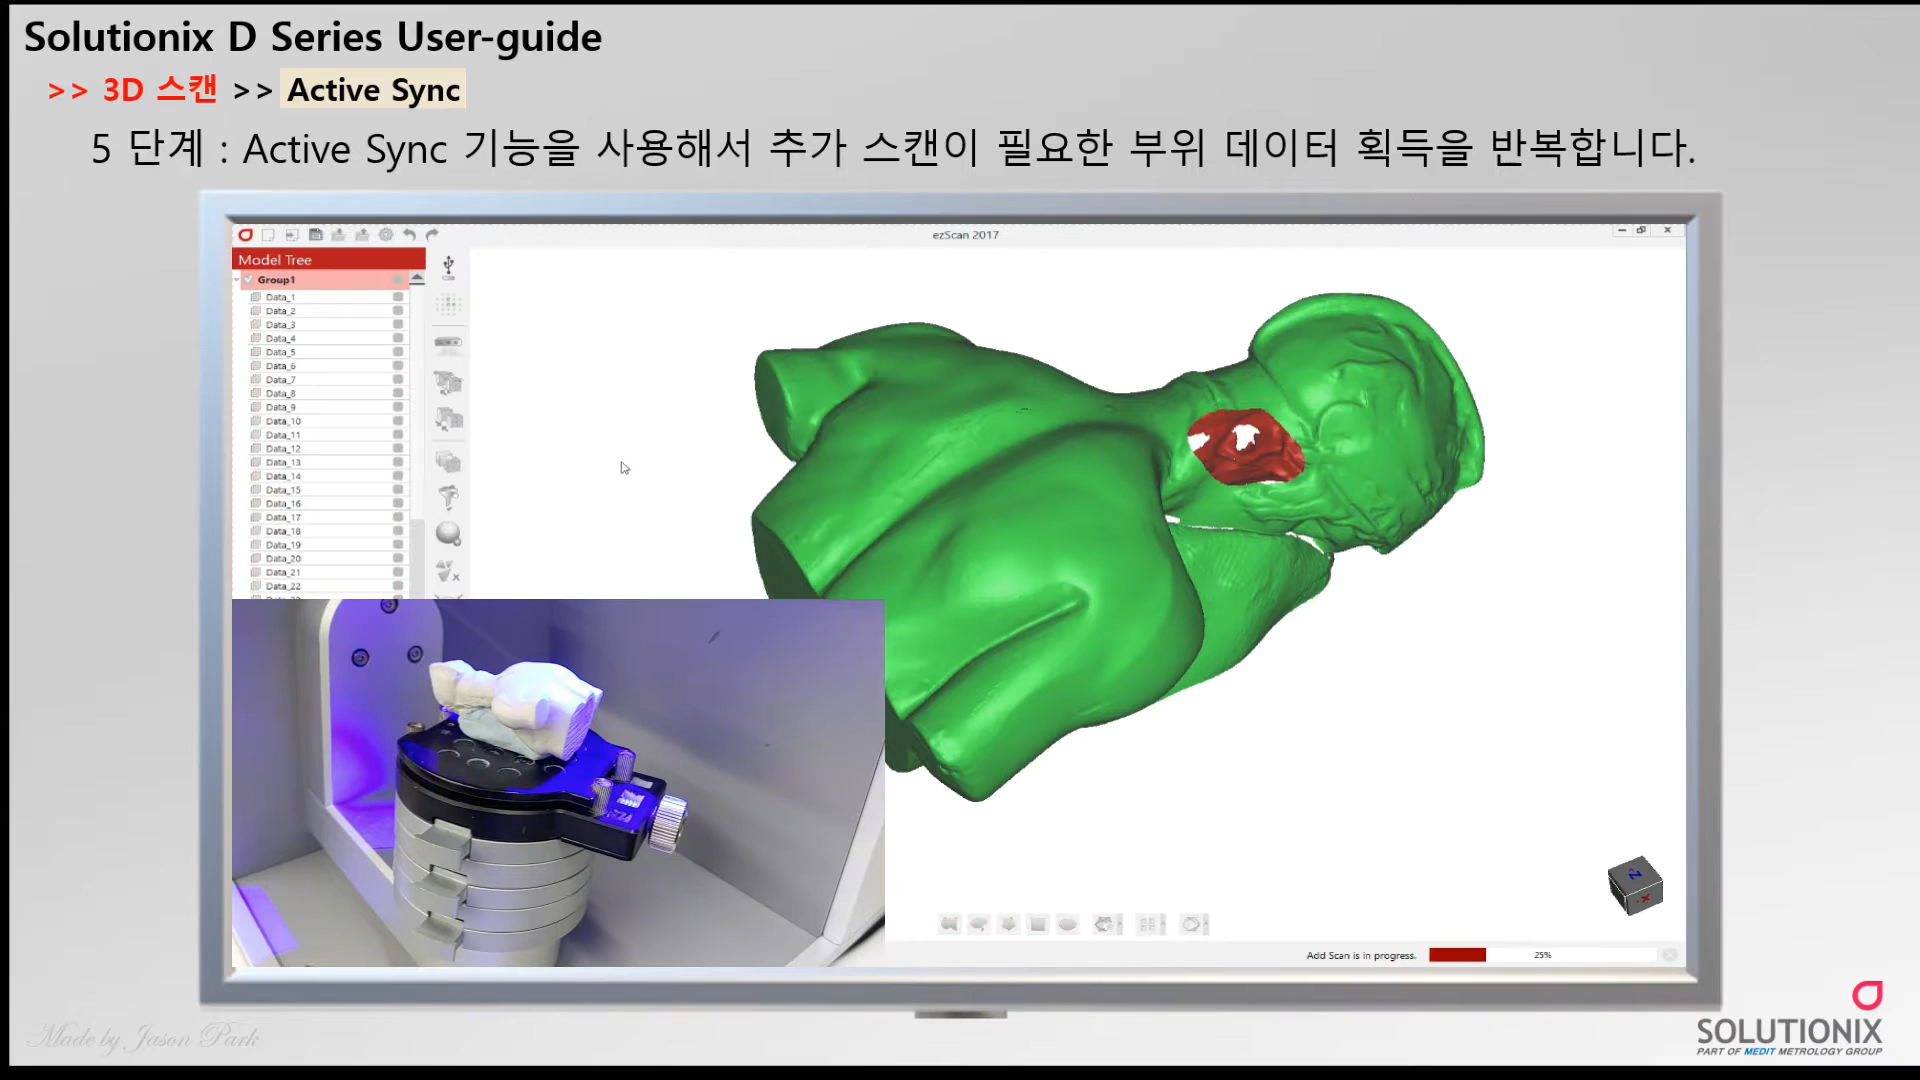 Solutionix D Series User-guide
>> 3D 스캔 >> Active Sync
5 단계 : Active Sync 기능을 사용해서 추가 스캔이 필요한 부위 데이터 획득을 반복합니다.
ezScan 2017
Model Tree
Group1
Data_1
Data_2
Data_3
Data_4
Data_5
Data_6
Data_7
Data_8
Data_9
Data_10
Data_11
Data_12
Data_13
Data_14
Data_15
Data_16
Data_17
Data_18
Data_19
Data_20
Data_21
Data_22
Add Scan is in progress.
25%
Made by Jason Park
SOLUTIONIX
PART OF MEDIT METROLOGY GROUP